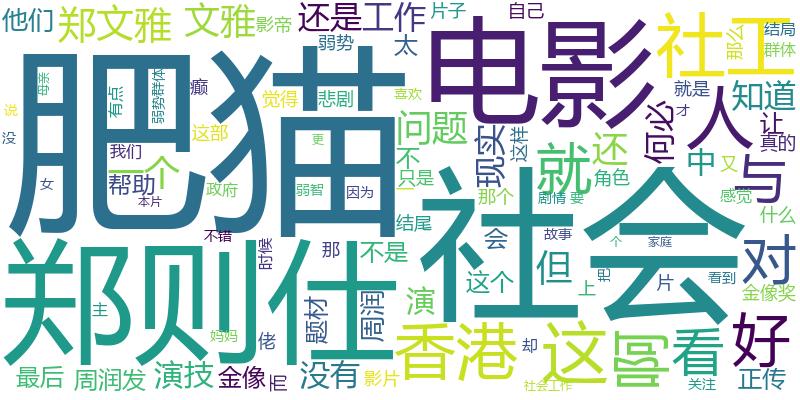 他们
郑文雅
文雅
影帝
还是
工作
片子
自己
肥猫
电影
社工
那么
结局
群体
弱势
太
母亲
有点
弱势群体
癫
觉得
悲剧
喜欢
就是
知道
才
说
没
这部
问题
现实
这样
何必
人
让
真的
我们
一个
更
不
就
还
中
又
与
帮助
政府
弱智
因为
只是
那个
角色
感觉
什么
女
本片
剧情
要
社会
结尾
不错
时候
那
不是
会
故事
个
家庭
对
郑则仕
这个
但
上
把
片
看到
金像奖
主
妈妈
佬
题材
周润
演
香港
却
这
啊
看
好
最后
周润发
演技
金像
而
没有
影片
社会工作
关注
正传